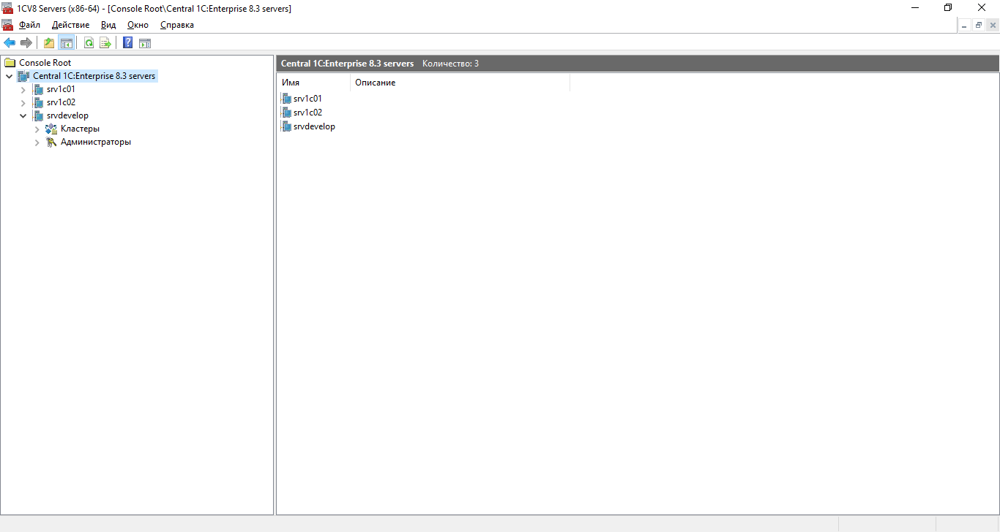 1CV8 Servers (x86-64) - [Console Root\Central 1C:Enterprise 8.3 servers]
Файл Действие Вид Окно Справка
Console Root
Central 1C:Enterprise 8.3 servers
srv1c01
srv1c02
srvdevelop
Кластеры
Администраторы
Central 1C:Enterprise 8.3 servers Количество: 3
Имя Описание
srv1c01
srv1c02
srvdevelop